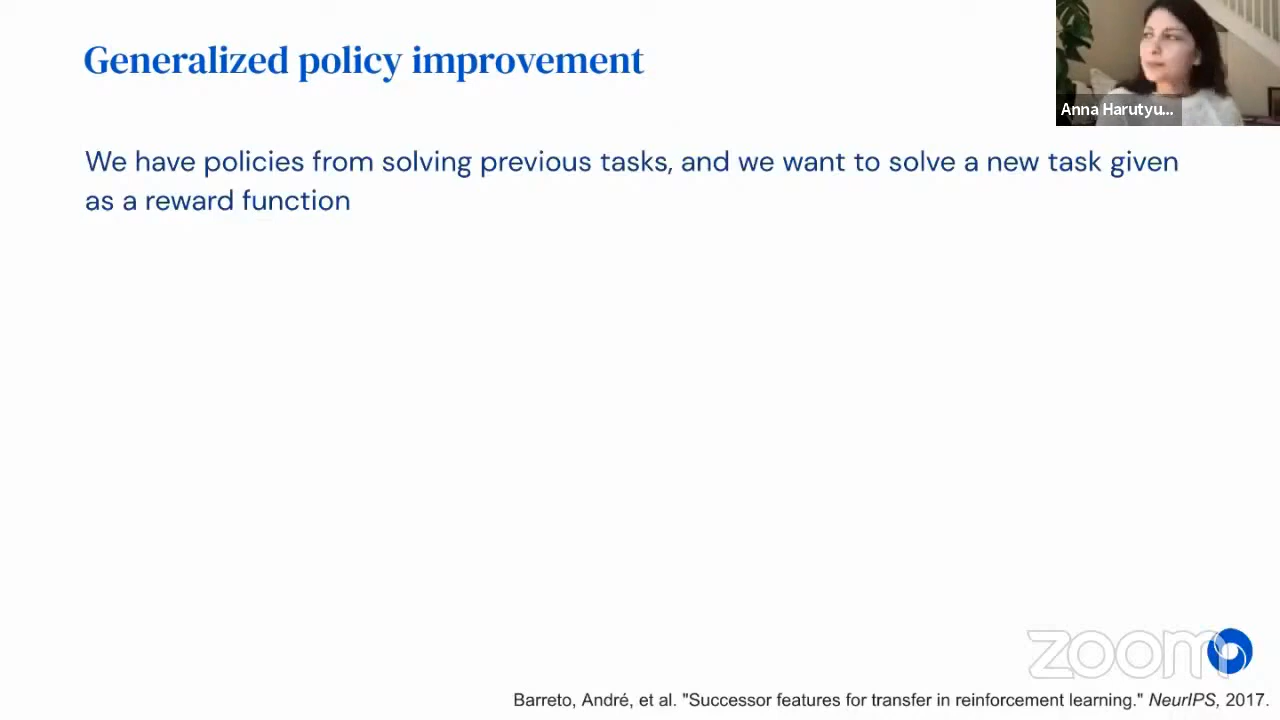 Generalized policy improvement
Anna Harutyu...
We have policies from solving previous tasks, and we want to solve a new task given
as a reward function
zoom
Barreto, André, et al. "Successor features for transfer in reinforcement learning." NeurIPS, 2017.